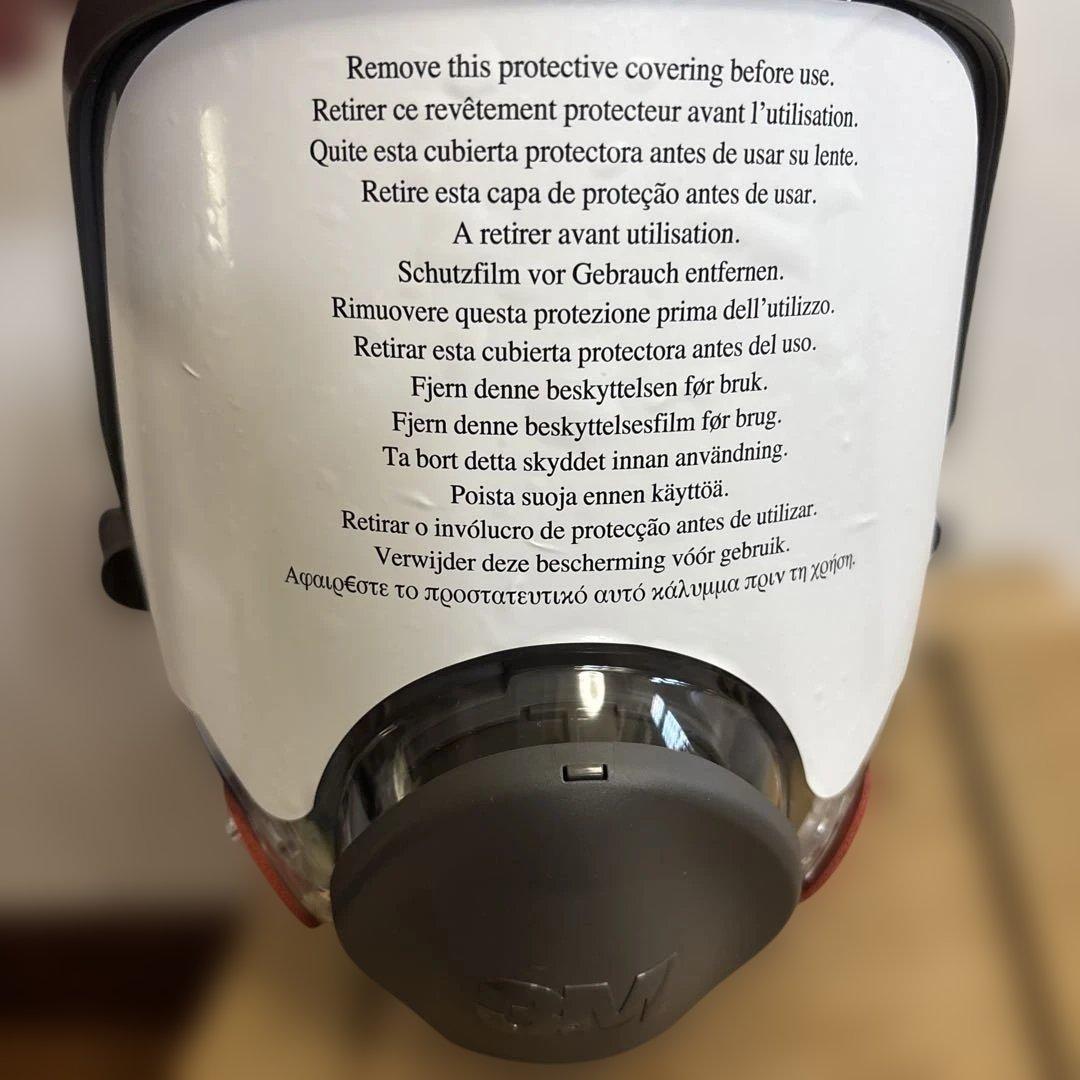 Remove this protective covering before use.
Retirer ce revêtement protecteur avant l’utilisation.
Quite esta cubierta protectora antes de usar su lente.
Retire esta capa de proteção antes de usar.
A retirer avant utilisation.
Schutzfilm vor Gebrauch entfernen.
Rimuovere questa protezione prima dell’utilizzo.
Retirar esta cubierta protectora antes del uso.
Fjern denne beskyttelsen før bruk.
Fjern denne beskyttelsesfilm før brug.
Ta bort detta skyddet innan användning.
Poista suoja ennen käyttöä.
Retirar o invólucro de protecção antes de utilizar.
Verwijder deze bescherming vóór gebruik.
Αφαιρ€στε το προστατευτικό αυτό κάλυμμα πριν τη χρήση.
3M